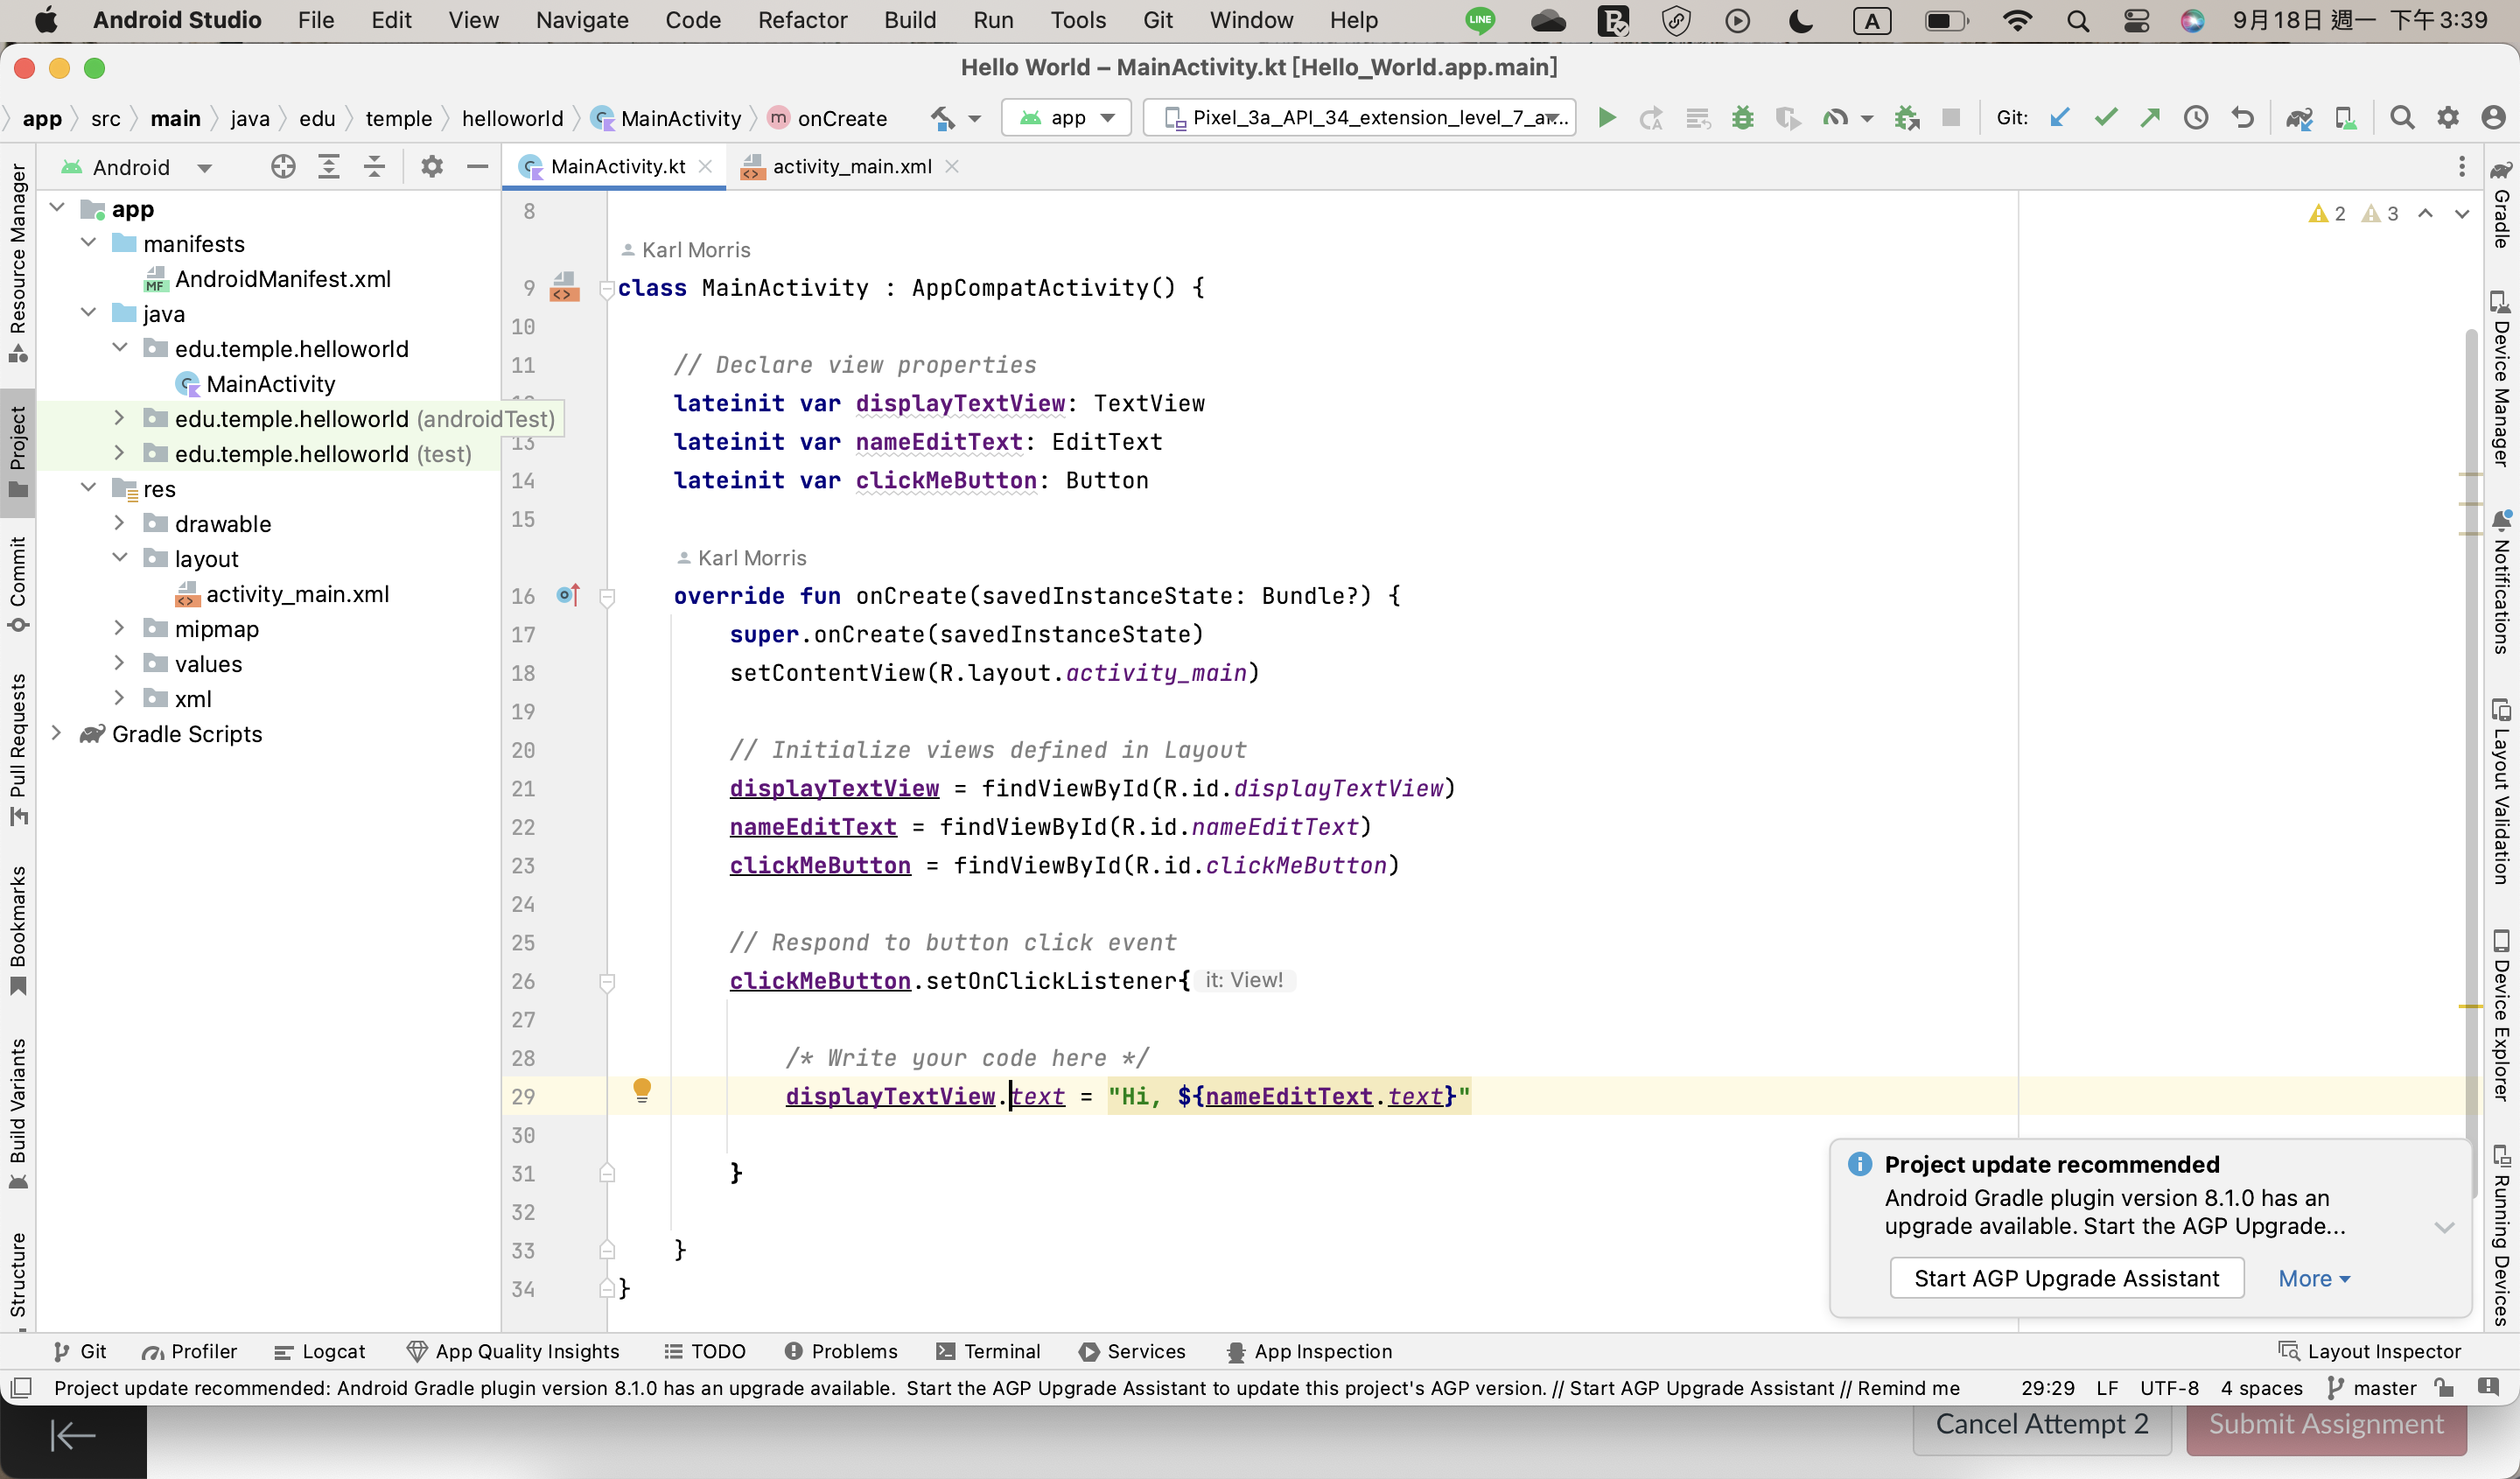 Android Studio File Edit View Navigate Code Refactor Build Run Tools Git Window Help LINE A 9月18日 週一 下午 3:39
Hello World – MainActivity.kt [Hello_World.app.main]
app src main java edu temple helloworld MainActivity m onCreate app Pixel_3a_API_34_extension_level_7_ar... Git:
Android MainActivity.kt activity_main.xml
Resource Manager
Project
Commit
Pull Requests
Bookmarks
Build Variants
Structure
app
manifests
MF AndroidManifest.xml
java
edu.temple.helloworld
MainActivity
edu.temple.helloworld (androidTest)
edu.temple.helloworld (test)
res
drawable
layout
activity_main.xml
mipmap
values
xml
Gradle Scripts
2 3
8
Karl Morris
9 class MainActivity : AppCompatActivity() {
10
11 // Declare view properties
lateinit var displayTextView: TextView
13 lateinit var nameEditText: EditText
14 lateinit var clickMeButton: Button
15
Karl Morris
16 override fun onCreate(savedInstanceState: Bundle?) {
17 super.onCreate(savedInstanceState)
18 setContentView(R.layout.activity_main)
19
20 // Initialize views defined in Layout
21 displayTextView = findViewById(R.id.displayTextView)
22 nameEditText = findViewById(R.id.nameEditText)
23 clickMeButton = findViewById(R.id.clickMeButton)
24
25 // Respond to button click event
26 clickMeButton.setOnClickListener{ it: View!
27
28 /* Write your code here */
29 displayTextView.text = "Hi, ${nameEditText.text}"
30
31 }
32
33 }
34 }
Gradle
Device Manager
Notifications
Layout Validation
Device Explorer
Running Devices
Project update recommended
Android Gradle plugin version 8.1.0 has an
upgrade available. Start the AGP Upgrade...
Start AGP Upgrade Assistant More
Git Profiler Logcat App Quality Insights TODO Problems Terminal Services App Inspection Layout Inspector
Project update recommended: Android Gradle plugin version 8.1.0 has an upgrade available. Start the AGP Upgrade Assistant to update this project's AGP version. // Start AGP Upgrade Assistant // Remind me 29:29 LF UTF-8 4 spaces master
Cancel Attempt 2 Submit Assignment